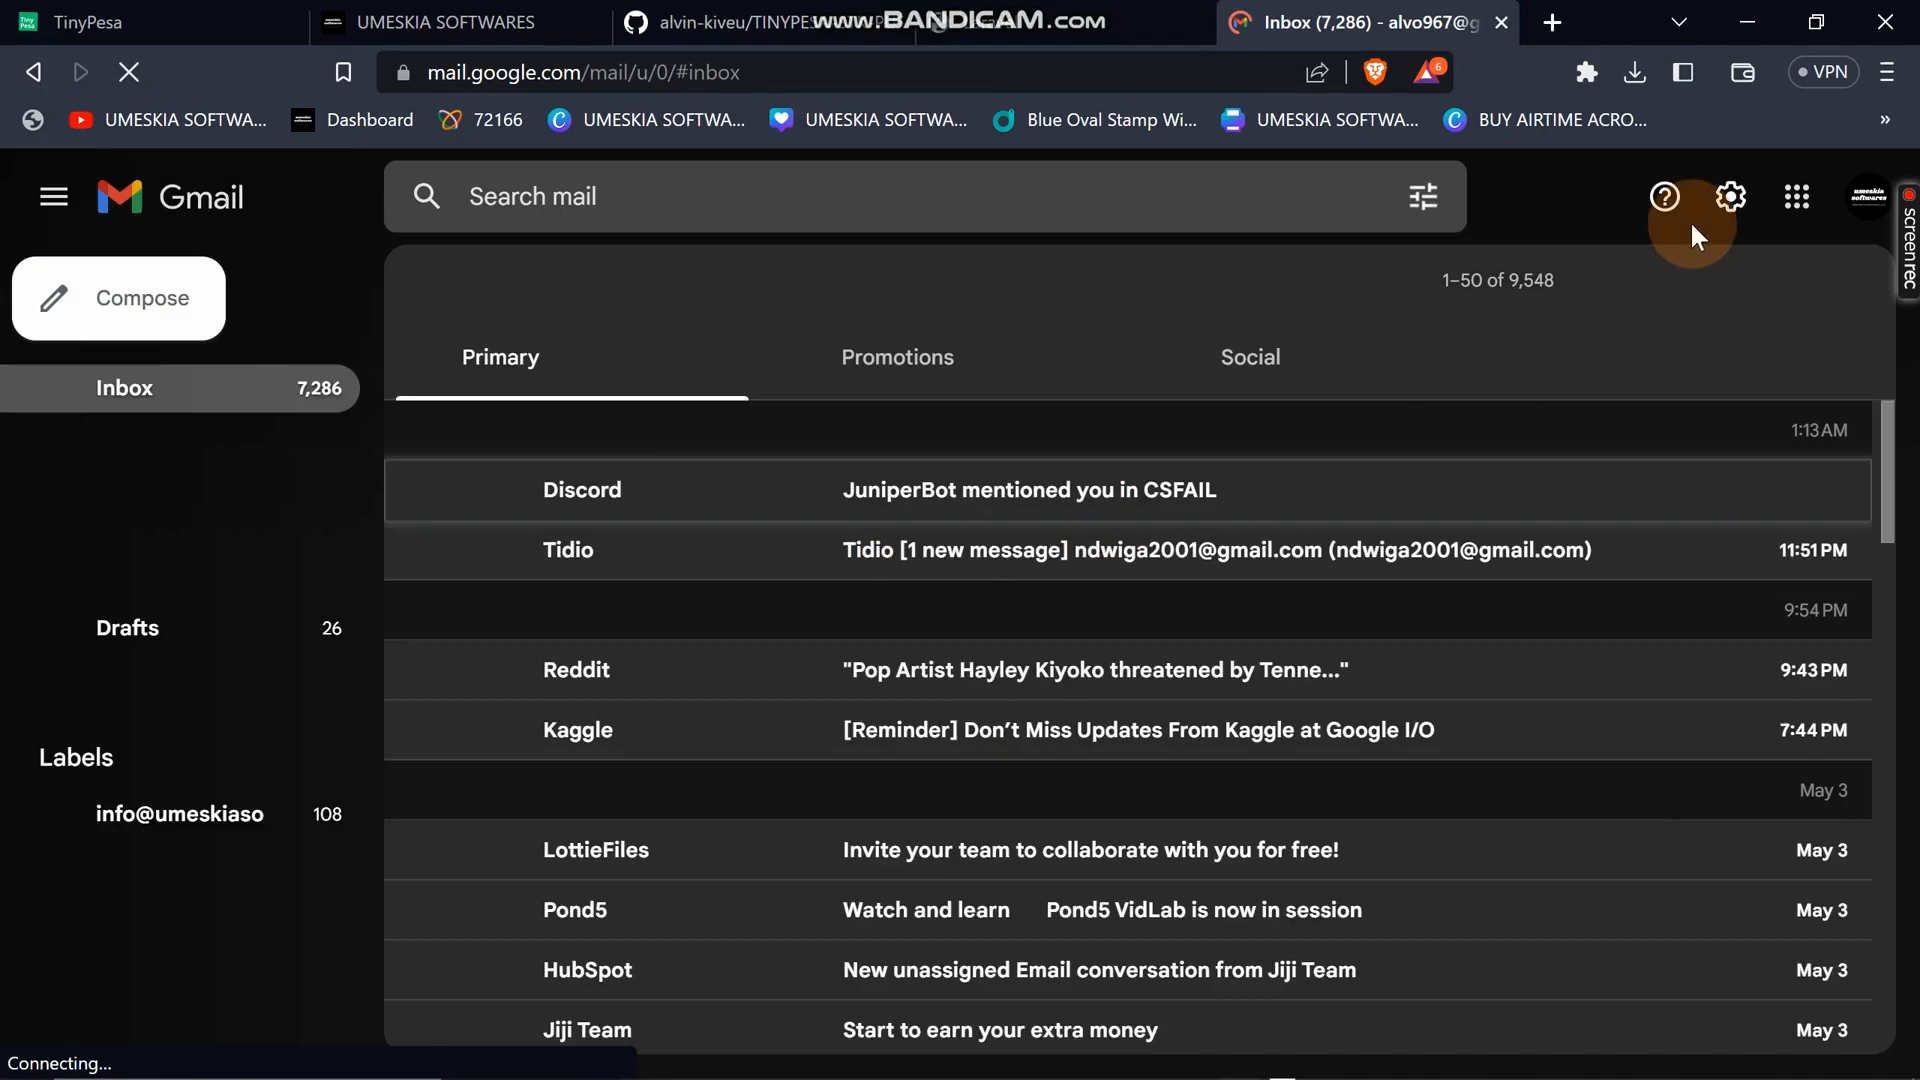 TinyPesa
UMESKIA SOFTWARES
alvin-kiveu/TINYPES
www.BANDICAM.com
Inbox (7,286) - alvo967@g
mail.google.com/mail/u/0/#inbox
6
VPN
UMESKIA SOFTWA...
Dashboard
72166
UMESKIA SOFTWA...
UMESKIA SOFTWA...
Blue Oval Stamp Wi...
UMESKIA SOFTWA...
BUY AIRTIME ACRO...
Gmail
Search mail
umeskia
softwares
screenrec
Compose
1–50 of 9,548
Primary
Promotions
Social
Inbox 7,286
1:13 AM
Discord JuniperBot mentioned you in CSFAIL
Tidio Tidio [1 new message] ndwiga2001@gmail.com (ndwiga2001@gmail.com) 11:51 PM
9:54 PM
Drafts 26
Reddit "Pop Artist Hayley Kiyoko threatened by Tenne..." 9:43 PM
Kaggle [Reminder] Don’t Miss Updates From Kaggle at Google I/O 7:44 PM
Labels
May 3
info@umeskiaso 108
LottieFiles Invite your team to collaborate with you for free! May 3
Pond5 Watch and learn Pond5 VidLab is now in session May 3
HubSpot New unassigned Email conversation from Jiji Team May 3
Jiji Team Start to earn your extra money May 3
Connecting...